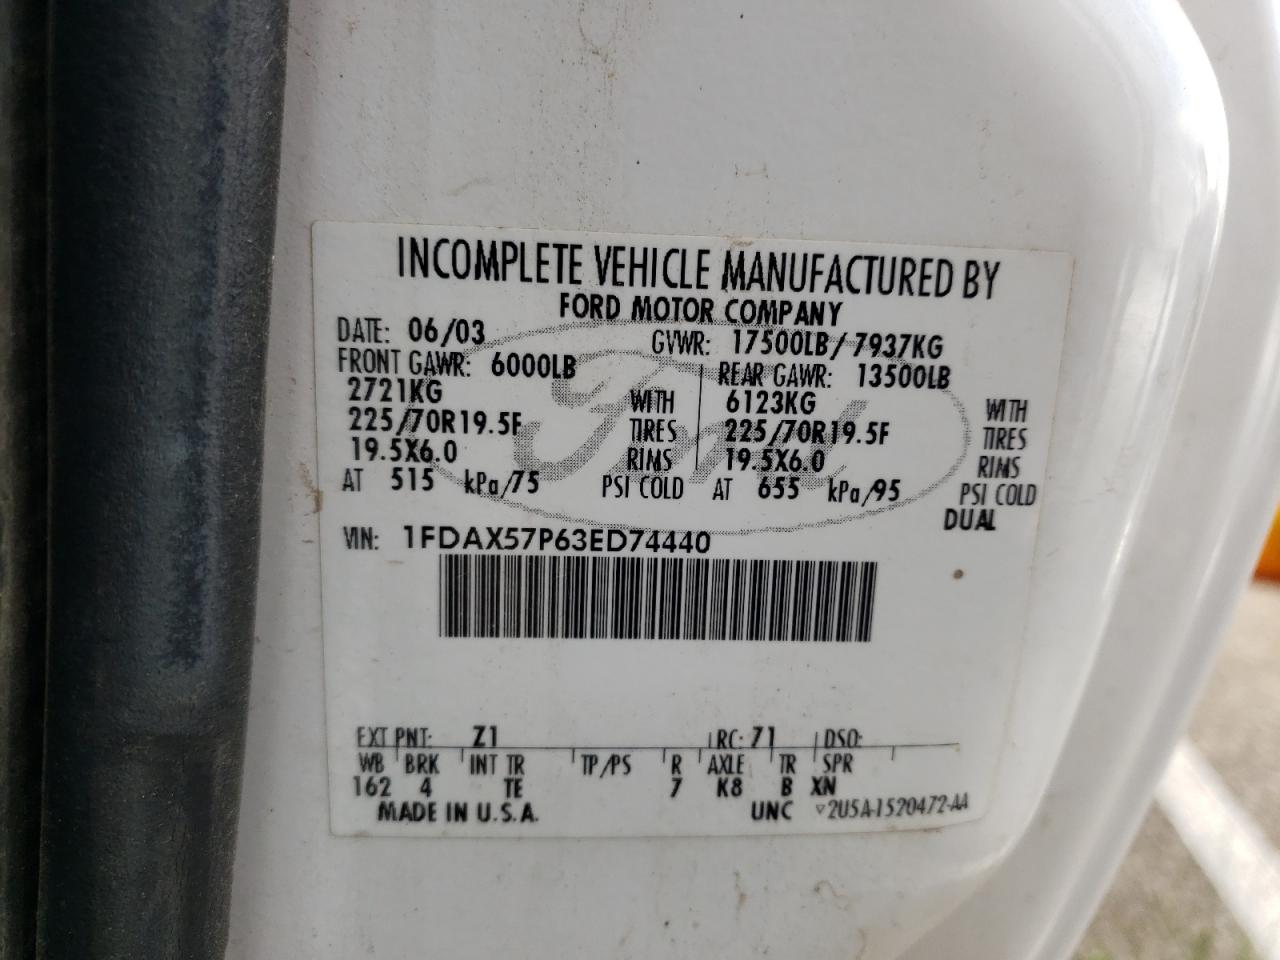 INCOMPLETE VEHICLE MANUFACTURED BY
FORD MOTOR COMPANY
DATE: 06/03 GVWR: 17500LB/7937KG
FRONT GAWR: 6000LB REAR GAWR: 13500LB
2721KG WITH 6123KG WITH
225/70R19.5F TIRES 225/70R19.5F TIRES
19.5X6.0 RIMS 19.5X6.0 RIMS
AT 515 kPa/75 PSI COLD AT 655 kPa/95 PSI COLD
DUAL
Ford
VIN: 1FDAX57P63ED74440
EXT PNT: Z1 RC: 71 DSO:
WB BRK INT TR TP/PS R AXLE TR SPR
162 4 TE 7 K8 B XN
MADE IN U.S.A. UNC ▽2U5A-1520472-AA